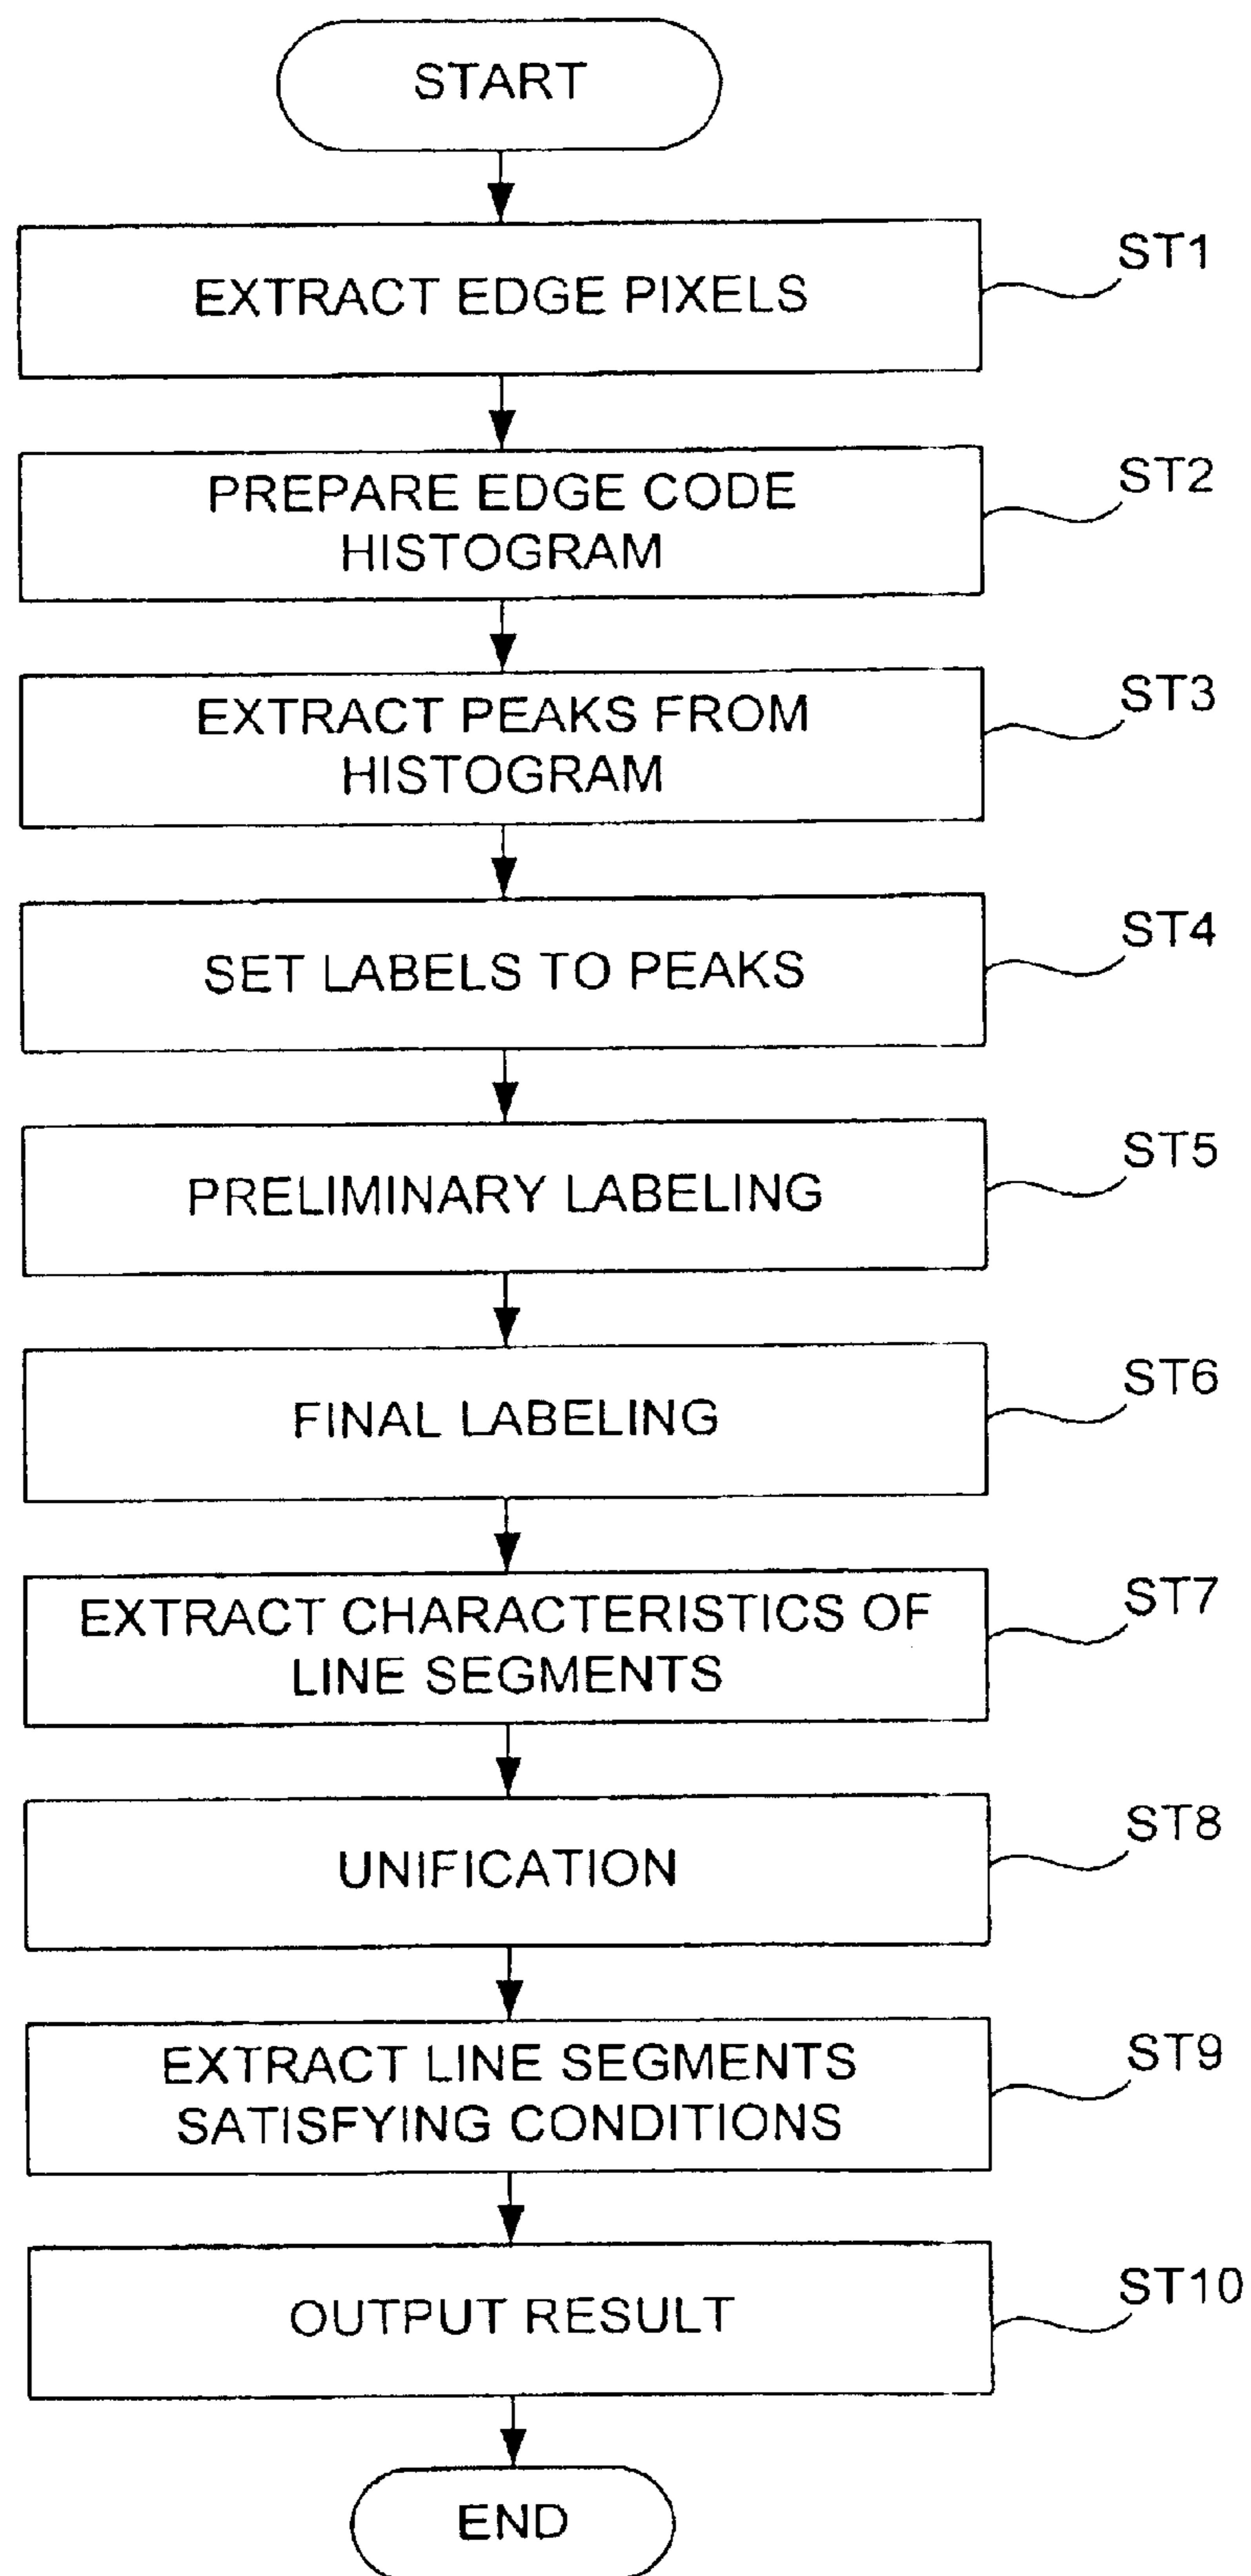 START
EXTRACT EDGE PIXELS
ST1
PREPARE EDGE CODE
HISTOGRAM
ST2
EXTRACT PEAKS FROM
HISTOGRAM
ST3
SET LABELS TO PEAKS
ST4
PRELIMINARY LABELING
ST5
FINAL LABELING
ST6
EXTRACT CHARACTERISTICS OF
LINE SEGMENTS
ST7
UNIFICATION
ST8
EXTRACT LINE SEGMENTS
SATISFYING CONDITIONS
ST9
OUTPUT RESULT
ST10
END